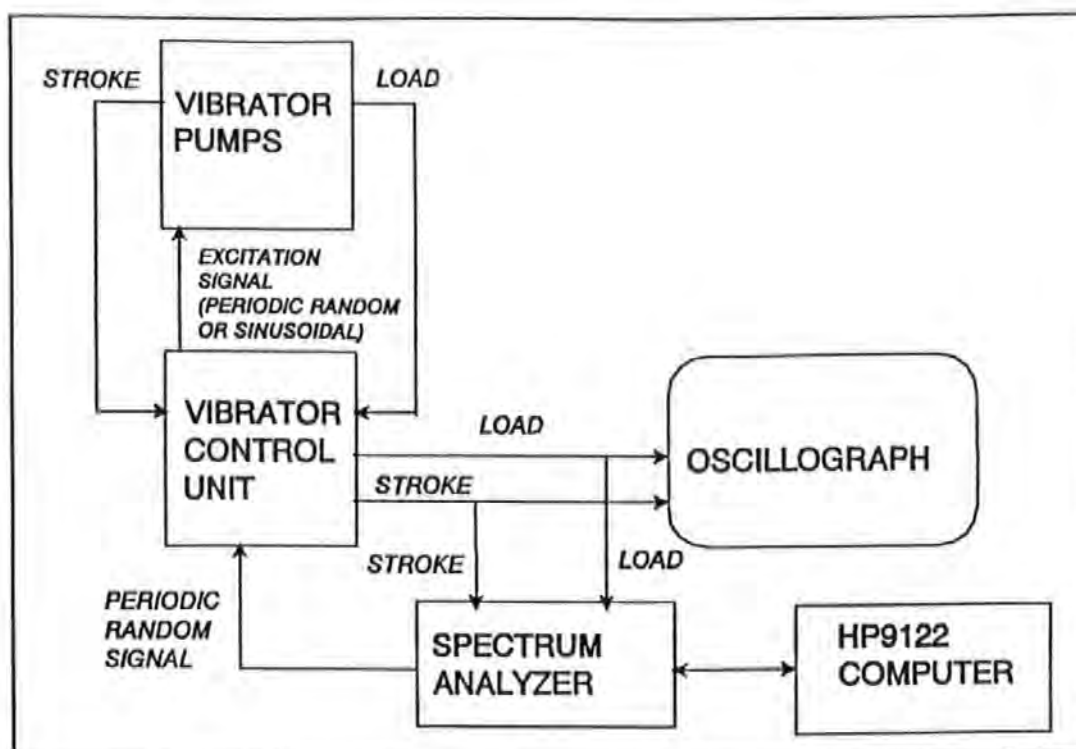 STROKE
LOAD
VIBRATOR
PUMPS
EXCITATION
SIGNAL
(PERIODIC RANDOM
OR SINUSOIDAL)
VIBRATOR
CONTROL
UNIT
LOAD
STROKE
OSCILLOGRAPH
STROKE
LOAD
PERIODIC
RANDOM
SIGNAL
SPECTRUM
ANALYZER
HP9122
COMPUTER